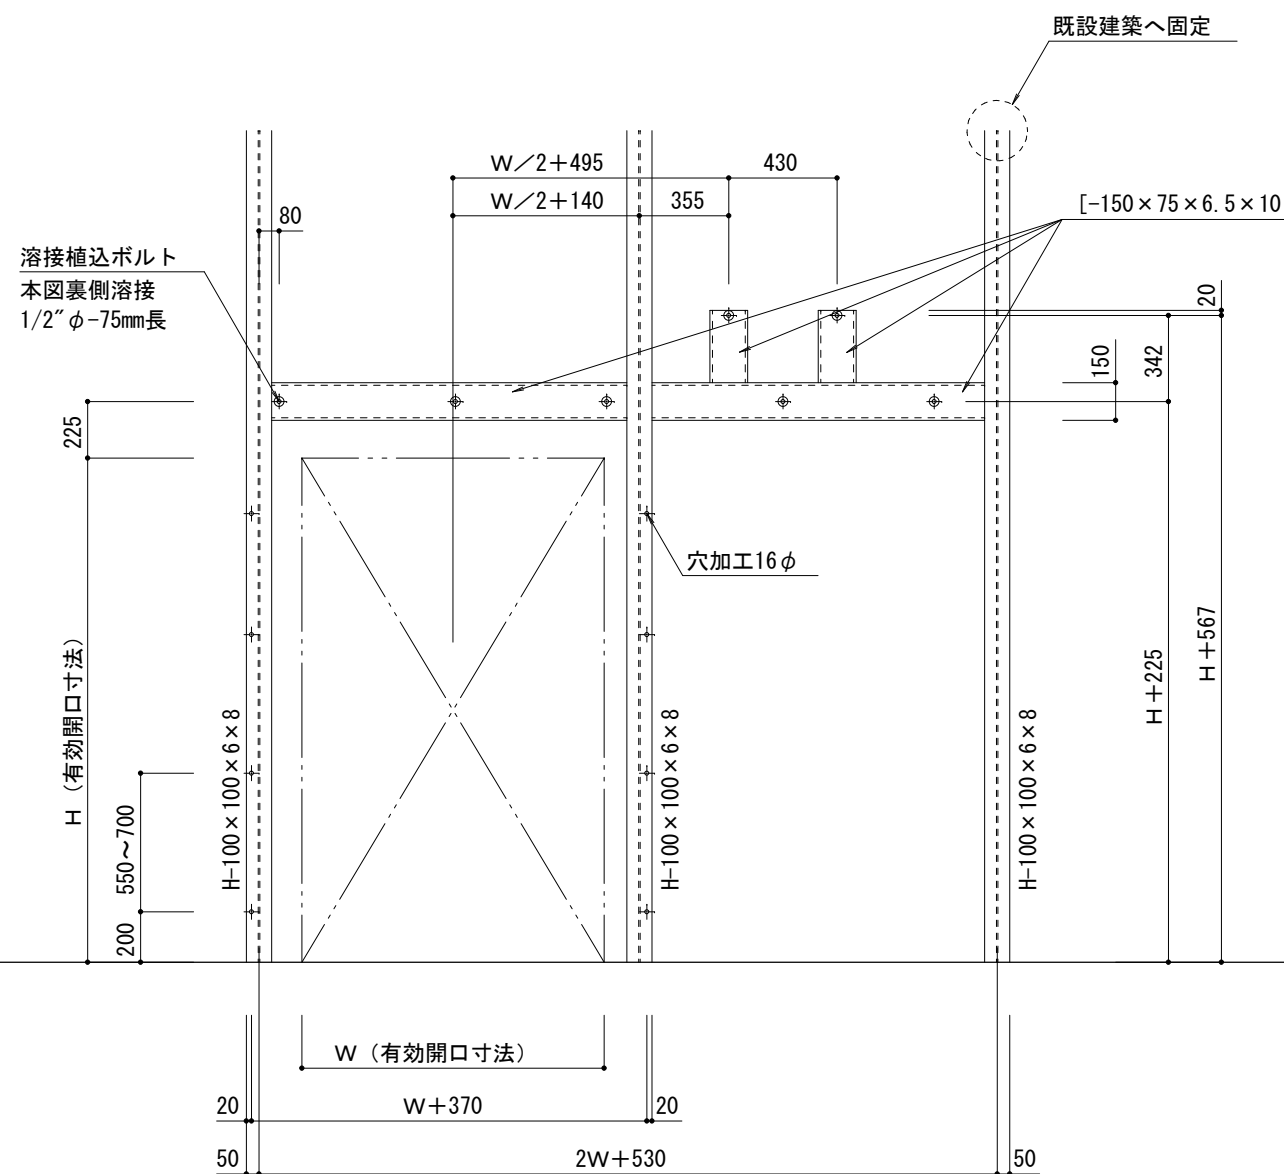 既設建築へ固定
W/2+495
430
W/2+140
355
80
[-150×75×6.5×10
溶接植込ボルト
本図裏側溶接
1/2″φ-75mm長
20
150
342
225
穴加工16φ
H(有効開口寸法)
H+225
H+567
550~700
200
H-100×100×6×8
H-100×100×6×8
H-100×100×6×8
W(有効開口寸法)
20
W+370
20
50
2W+530
50